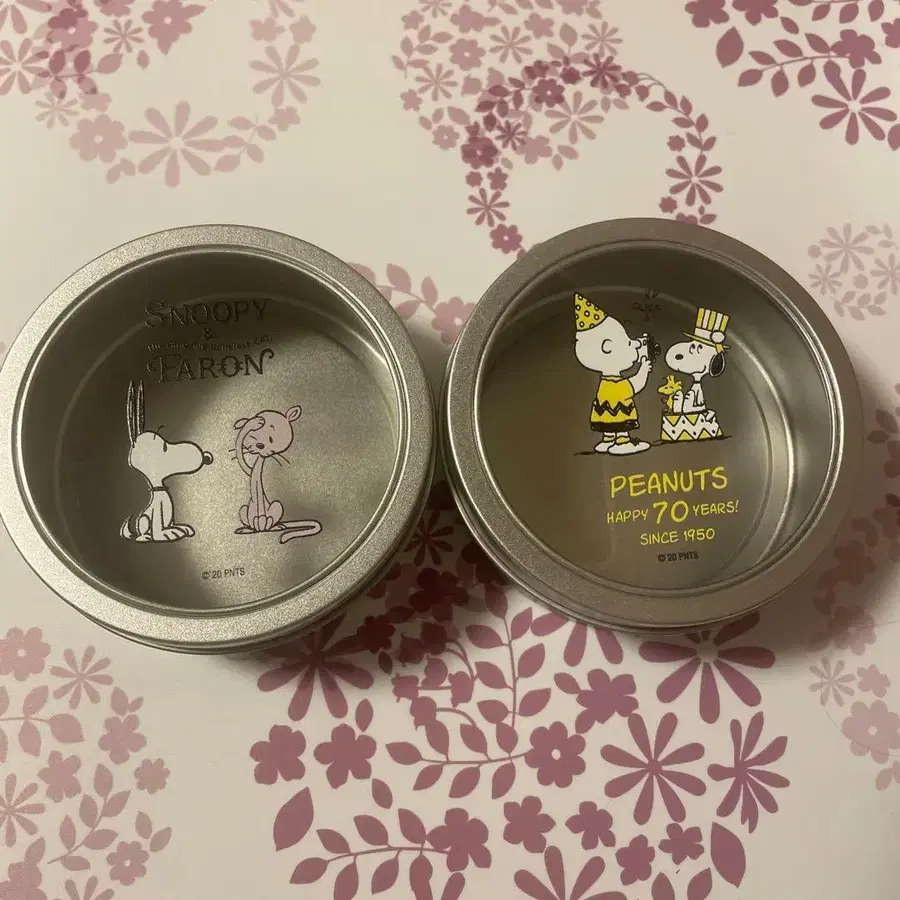 SNOOPY
&
FARON
© '20 PNTS
PEANUTS
HAPPY 70 YEARS!
SINCE 1950
© '20 PNTS